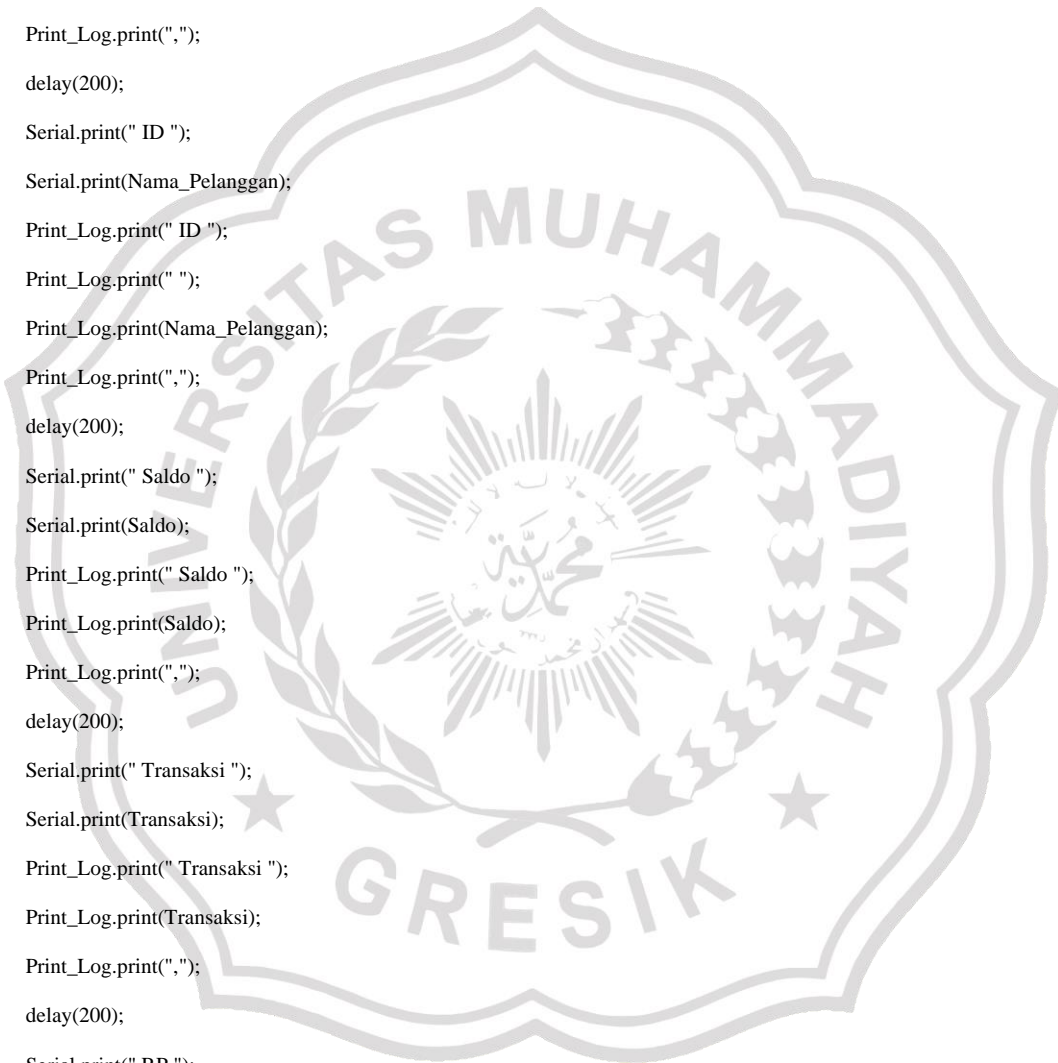 Print_Log.print(",");
delay(200);
Serial.print(" ID ");
Serial.print(Nama_Pelanggan);
Print_Log.print(" ID ");
Print_Log.print(" ");
Print_Log.print(Nama_Pelanggan);
Print_Log.print(",");
delay(200);
Serial.print(" Saldo ");
Serial.print(Saldo);
Print_Log.print(" Saldo ");
Print_Log.print(Saldo);
Print_Log.print(",");
delay(200);
Serial.print(" Transaksi ");
Serial.print(Transaksi);
Print_Log.print(" Transaksi ");
Print_Log.print(Transaksi);
Print_Log.print(",");
delay(200);
UNIVERSITAS MUHAMMADIYAH
GRESIK